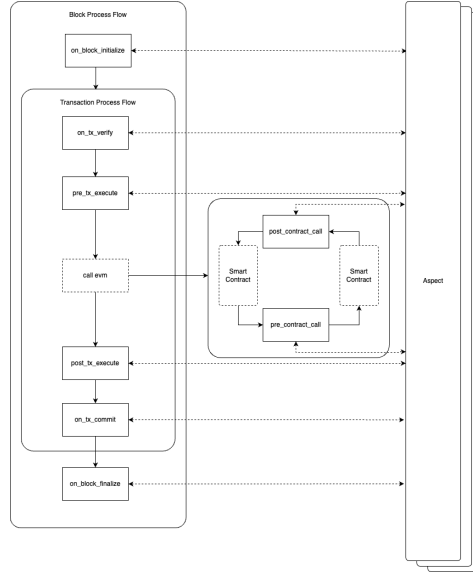 Block Process Flow
on_block_initialize
Transaction Process Flow
on_tx_verify
pre_tx_execute
post_contract_call
call evm
Smart
Contract
Smart
Contract
Aspect
pre_contract_call
post_tx_execute
on_tx_commit
on_block_finalize